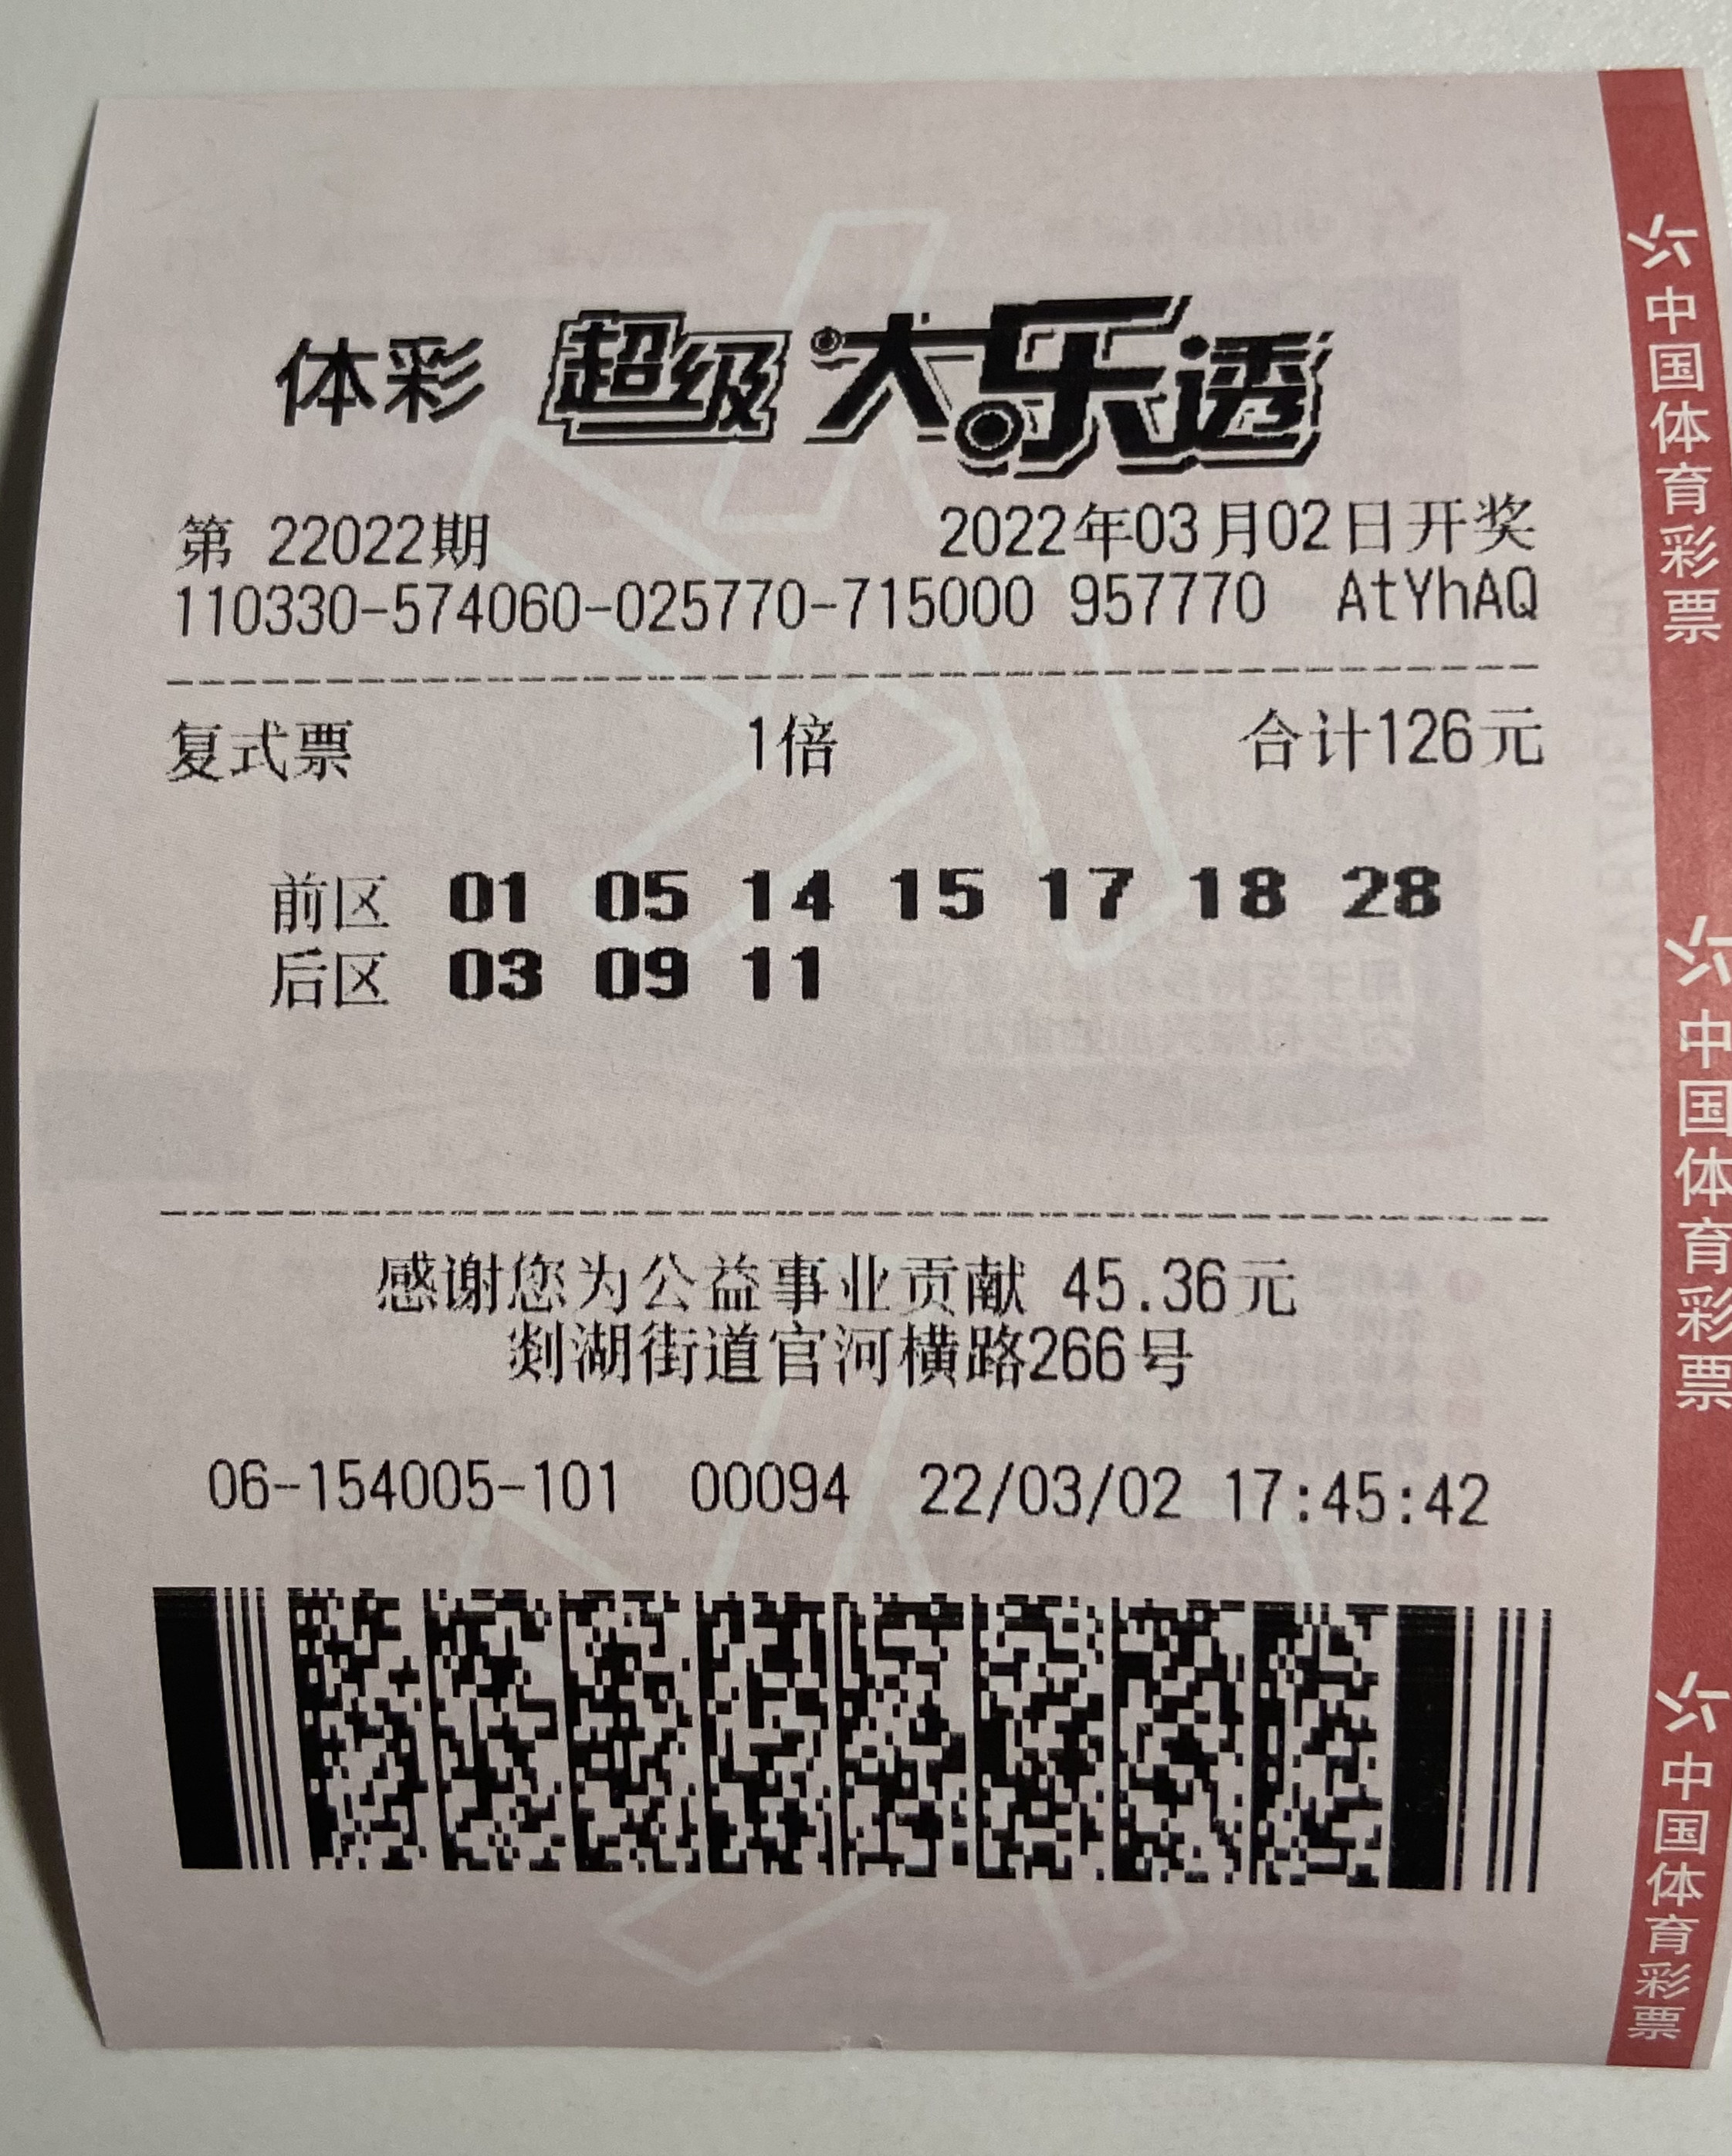 体彩 超级大乐透
第 22022期 2022年03月02日开奖
110330-574060-025770-715000 957770 AtYhAQ
复式票 1倍 合计126元
前区 01 05 14 15 17 18 28
后区 03 09 11
感谢您为公益事业贡献 45.36元
剡湖街道官河横路266号
06-154005-101 00094 22/03/02 17:45:42
中国体育彩票
中国体育彩票
中国体育彩票